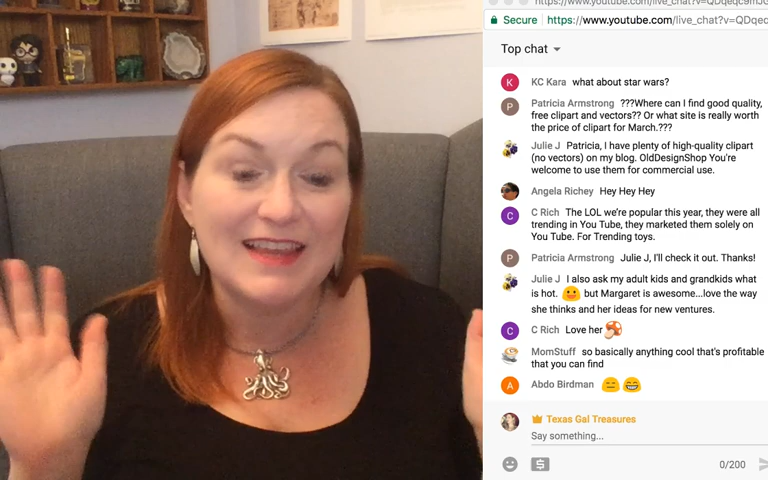 https://www.youtube.com/live_chat?v=QDqeqc9mJG
Secure https://www.youtube.com/live_chat?v=QDqeqc
Top chat
KC Kara what about star wars?
Patricia Armstrong ???Where can I find good quality,
free clipart and vectors?? Or what site is really worth
the price of clipart for March.???
Julie J Patricia, I have plenty of high-quality clipart
(no vectors) on my blog. OldDesignShop You're
welcome to use them for commercial use.
Angela Richey Hey Hey Hey
C Rich The LOL we're popular this year, they were all
trending in You Tube, they marketed them solely on
You Tube. For Trending toys.
Patricia Armstrong Julie J, I'll check it out. Thanks!
Julie J I also ask my adult kids and grandkids what
is hot. but Margaret is awesome...love the way
she thinks and her ideas for new ventures.
C Rich Love her
MomStuff so basically anything cool that's profitable
that you can find
Abdo Birdman
Texas Gal Treasures
Say something...
0/200